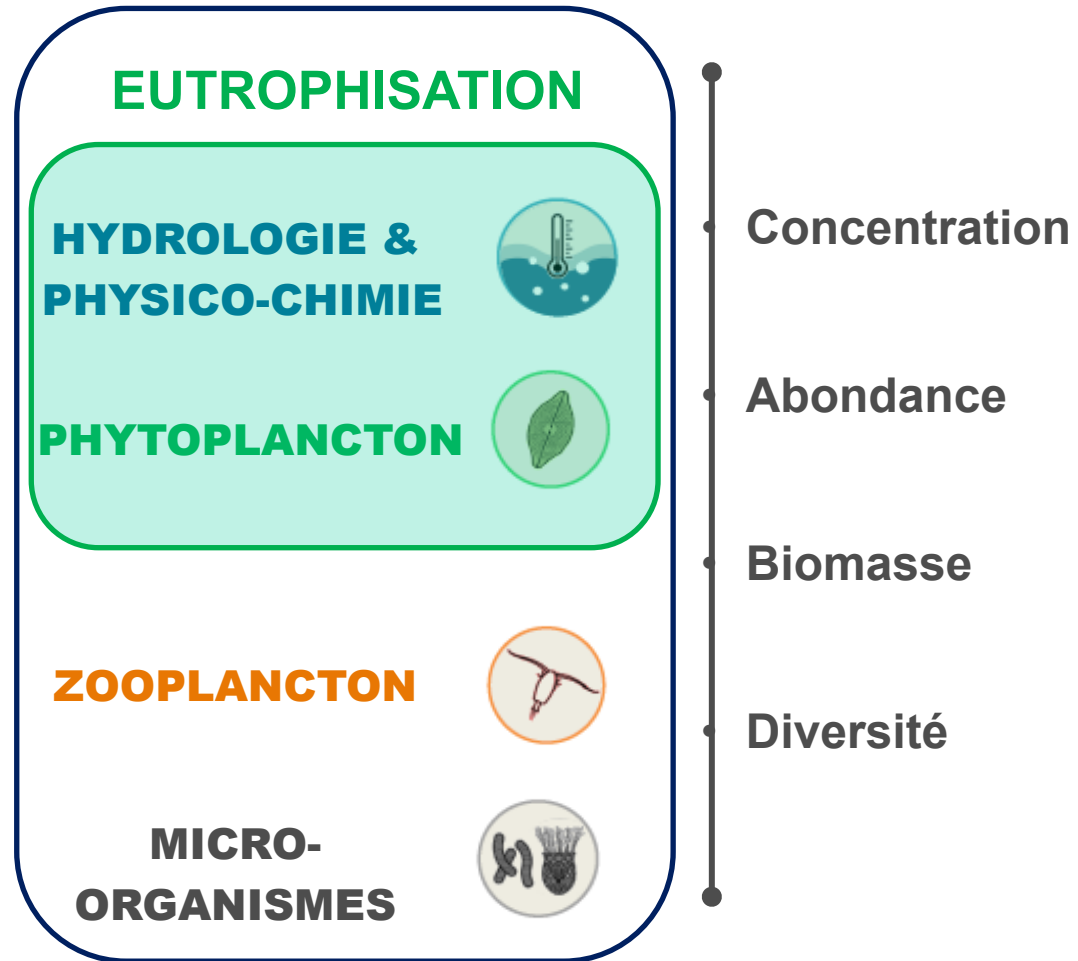 EUTROPHISATION
HYDROLOGIE &
PHYSICO-CHIMIE
PHYTOPLANCTON
ZOOPLANCTON
MICRO-
ORGANISMES
Concentration
Abondance
Biomasse
Diversité